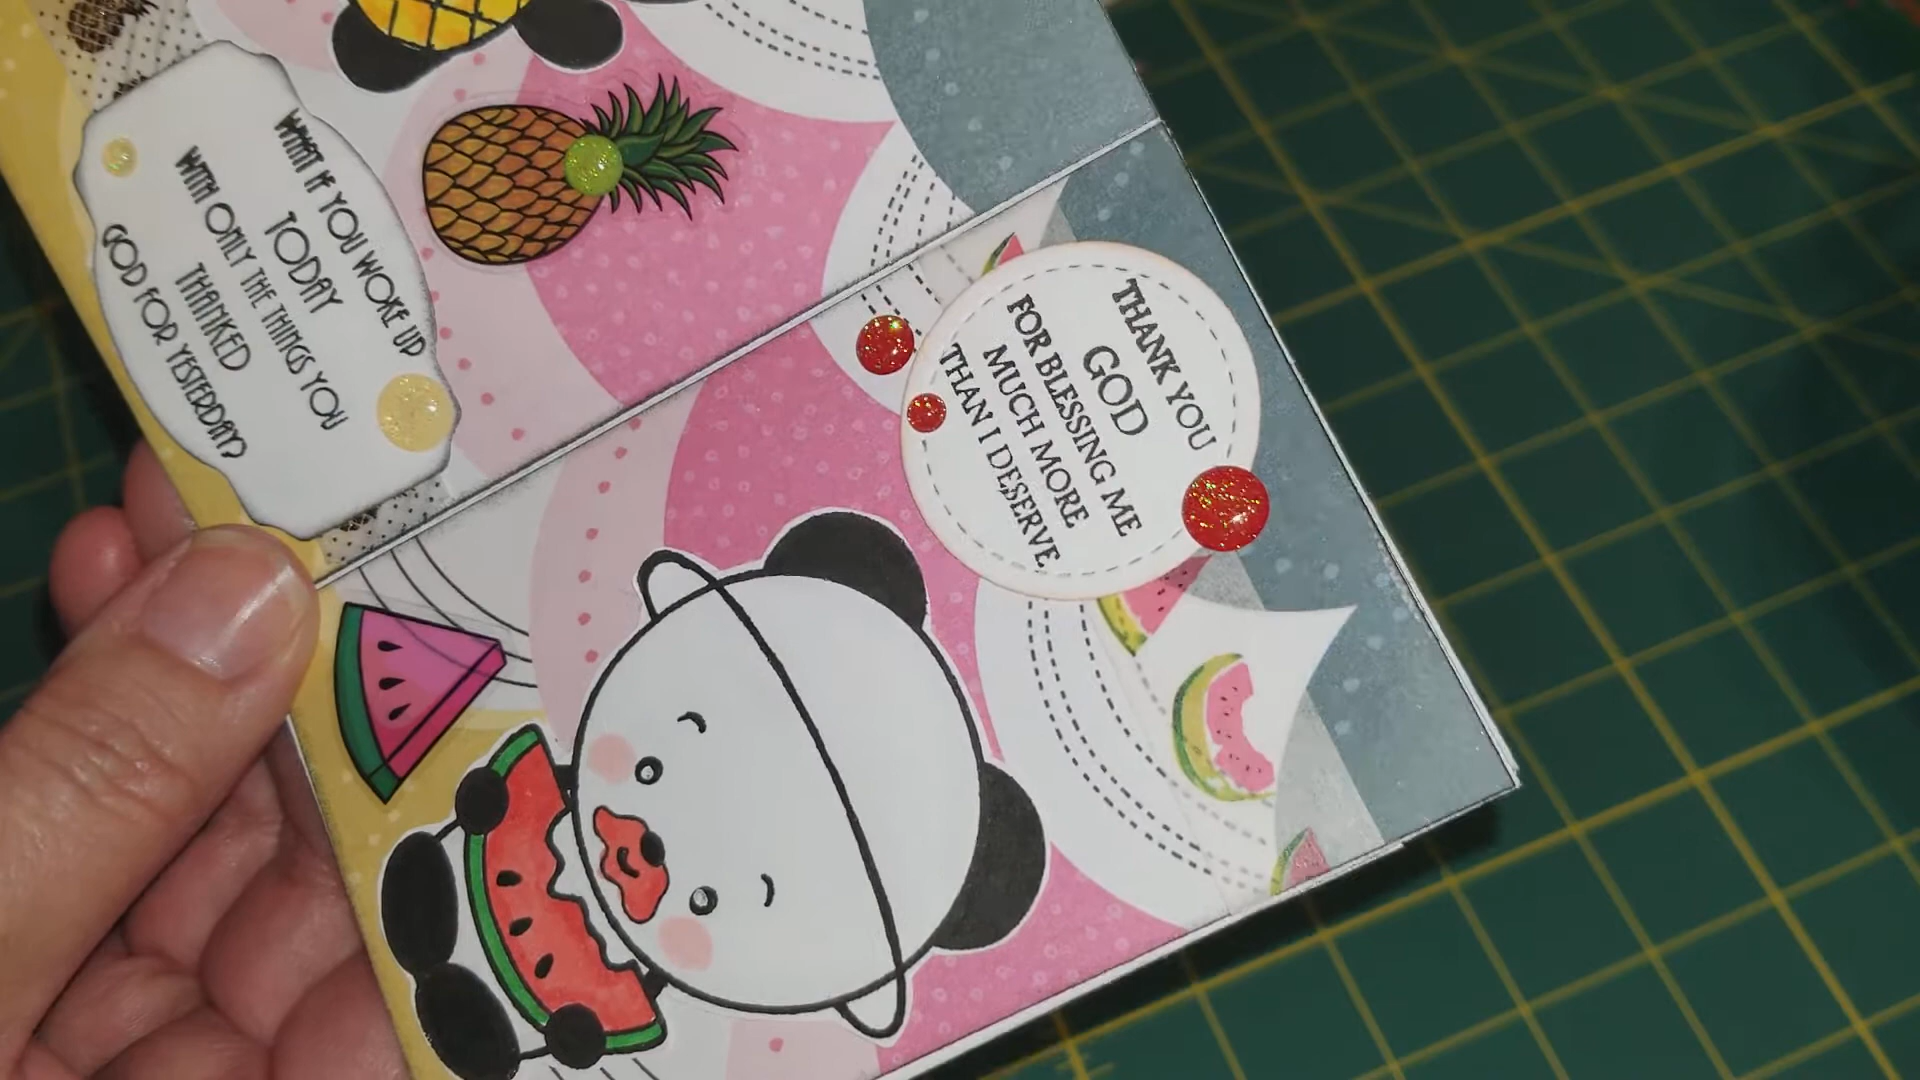 WHAT IF YOU WOKE UP
TODAY
WITH ONLY THE THINGS YOU
THANKED
GOD FOR YESTERDAY?
THANK YOU
GOD
FOR BLESSING ME
MUCH MORE
THAN I DESERVE